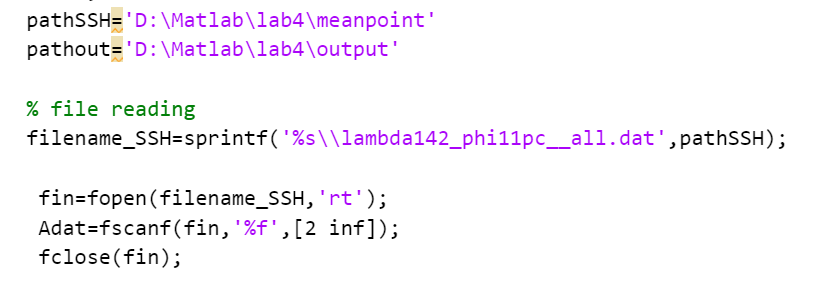 pathSSH='D:\Matlab\lab4\meanpoint'
pathout='D:\Matlab\lab4\output'
% file reading
filename_SSH=sprintf('%s\\lambda142_phi11pc__all.dat',pathSSH);
fin=fopen(filename_SSH,'rt');
Adat=fscanf(fin,'%f',[2 inf]);
fclose(fin);